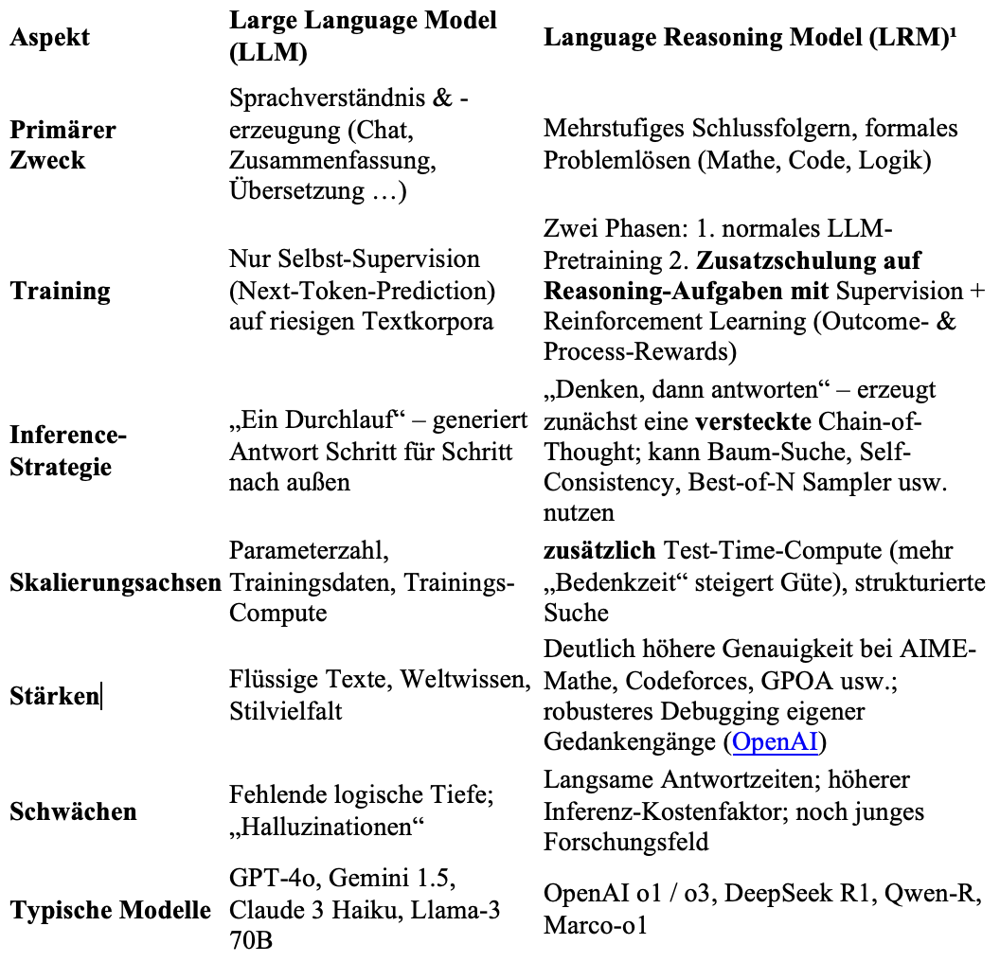 Aspekt
Large Language Model
(LLM)
Language Reasoning Model (LRM)¹
Primärer
Zweck
Sprachverständnis & -
erzeugung (Chat,
Zusammenfassung,
Übersetzung …)
Mehrstufiges Schlussfolgern, formales
Problemlösen (Mathe, Code, Logik)
Training
Nur Selbst-Supervision
(Next-Token-Prediction)
auf riesigen Textkorpora
Zwei Phasen: 1. normales LLM-
Pretraining 2. Zusatzschulung auf
Reasoning-Aufgaben mit Supervision +
Reinforcement Learning (Outcome- &
Process-Rewards)
Inference-
Strategie
„Ein Durchlauf“ – generiert
Antwort Schritt für Schritt
nach außen
„Denken, dann antworten“ – erzeugt
zunächst eine versteckte Chain-of-
Thought; kann Baum-Suche, Self-
Consistency, Best-of-N Sampler usw.
nutzen
Skalierungsachsen
Parameterzahl,
Trainingsdaten, Trainings-
Compute
zusätzlich Test-Time-Compute (mehr
„Bedenkzeit“ steigert Güte), strukturierte
Suche
Stärken
Flüssige Texte, Weltwissen,
Stilvielfalt
Deutlich höhere Genauigkeit bei AIME-
Mathe, Codeforces, GPOA usw.;
robusteres Debugging eigener
Gedankengänge (OpenAI)
Schwächen
Fehlende logische Tiefe;
„Halluzinationen“
Langsame Antwortzeiten; höherer
Inferenz-Kostenfaktor; noch junges
Forschungsfeld
Typische Modelle
GPT-4o, Gemini 1.5,
Claude 3 Haiku, Llama-3
70B
OpenAI o1 / o3, DeepSeek R1, Qwen-R,
Marco-o1